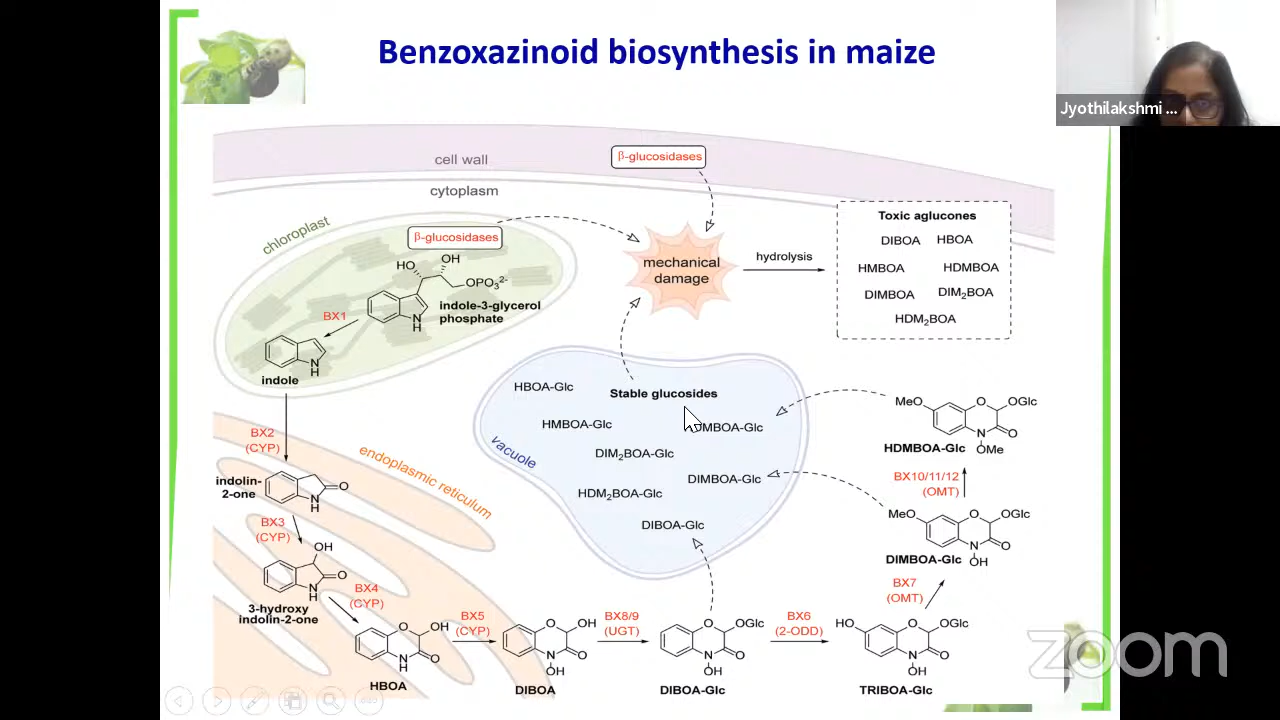 Benzoxazinoid biosynthesis in maize
Jyothilakshmi ...
cell wall
β-glucosidases
cytoplasm
chloroplast
β-glucosidases
HO
OH
OPO₃²⁻
indole-3-glycerol
phosphate
N
H
BX1
N
H
indole
mechanical
damage
hydrolysis
Toxic aglucones
DIBOA HBOA
HMBOA HDMBOA
DIMBOA DIM₂BOA
HDM₂BOA
BX2
(CYP)
endoplasmic reticulum
indolin-
2-one
O
N
H
BX3
(CYP)
OH
O
N
H
3-hydroxy
indolin-2-one
BX4
(CYP)
vacuole
HBOA-Glc
Stable glucosides
HMBOA-Glc
MBOA-Glc
DIM₂BOA-Glc
DIMBOA-Glc
HDM₂BOA-Glc
DIBOA-Glc
MeO
O
OGlc
N
O
OMe
HDMBOA-Glc
BX10/11/12
(OMT)
MeO
O
OGlc
N
O
OH
DIMBOA-Glc
BX7
(OMT)
O
OH
N
H
O
HBOA
BX5
(CYP)
O
OH
N
O
OH
DIBOA
BX8/9
(UGT)
O
OGlc
N
O
OH
DIBOA-Glc
BX6
(2-ODD)
HO
O
OGlc
N
O
OH
TRIBOA-Glc
zoom